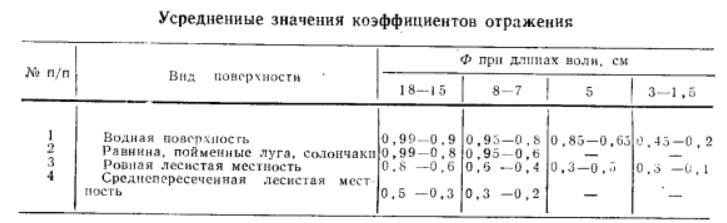 Усредненные значения коэффициентов отражения
№ п/п Вид поверхности Ф при длинах волн, см
18—15 8—7 5 3—1,5
1 Водная поверхность 0,99—0,9 0,95—0,8 0,85—0,65 0,45—0,2
2 Равнина, пойменные луга, солончаки 0,99—0,8 0,95—0,6 — —
3 Ровная лесистая местность 0,8 —0,6 0,6 —0,4 0,3— 0,3 —0,1
4 Среднепересеченная лесистая мест-
ность 0,5 —0,3 0,3 —0,2 — —